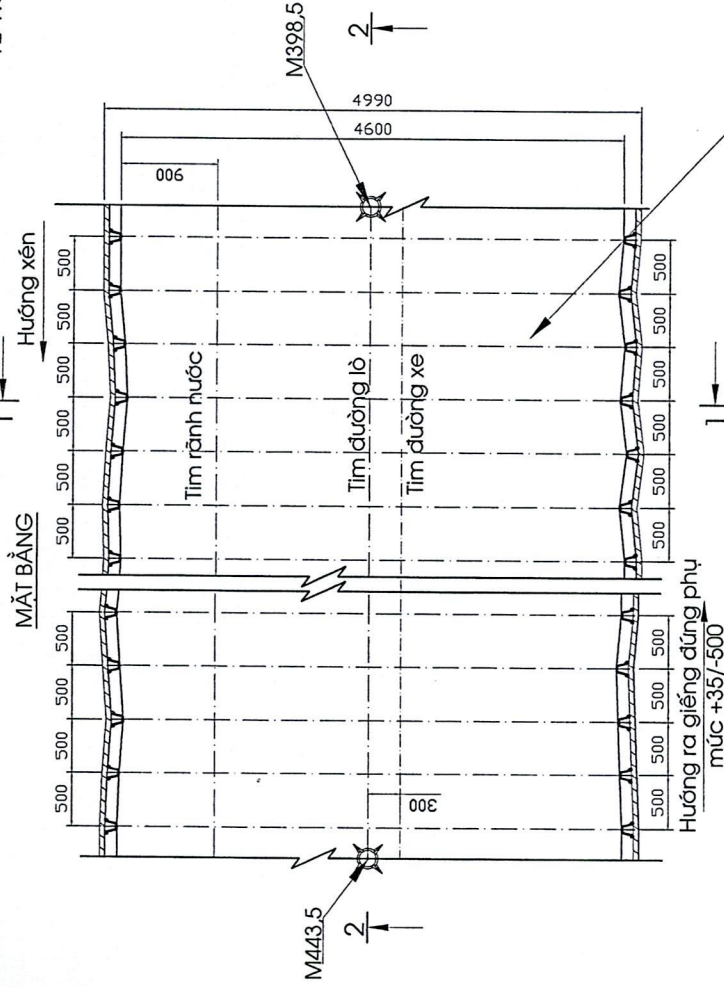 MẶT BẰNG
1
Hướng xén
500 500 500 500 500 500 500 500 500 500
900
4600
4990
Tim rãnh nước
M398,5
2
Tim đường lò
Tim đường xe
M443,5
2
300
500 500 500 500 500 500 500 500 500 500
Hướng ra giếng đứng phụ
mức +35/-500
1